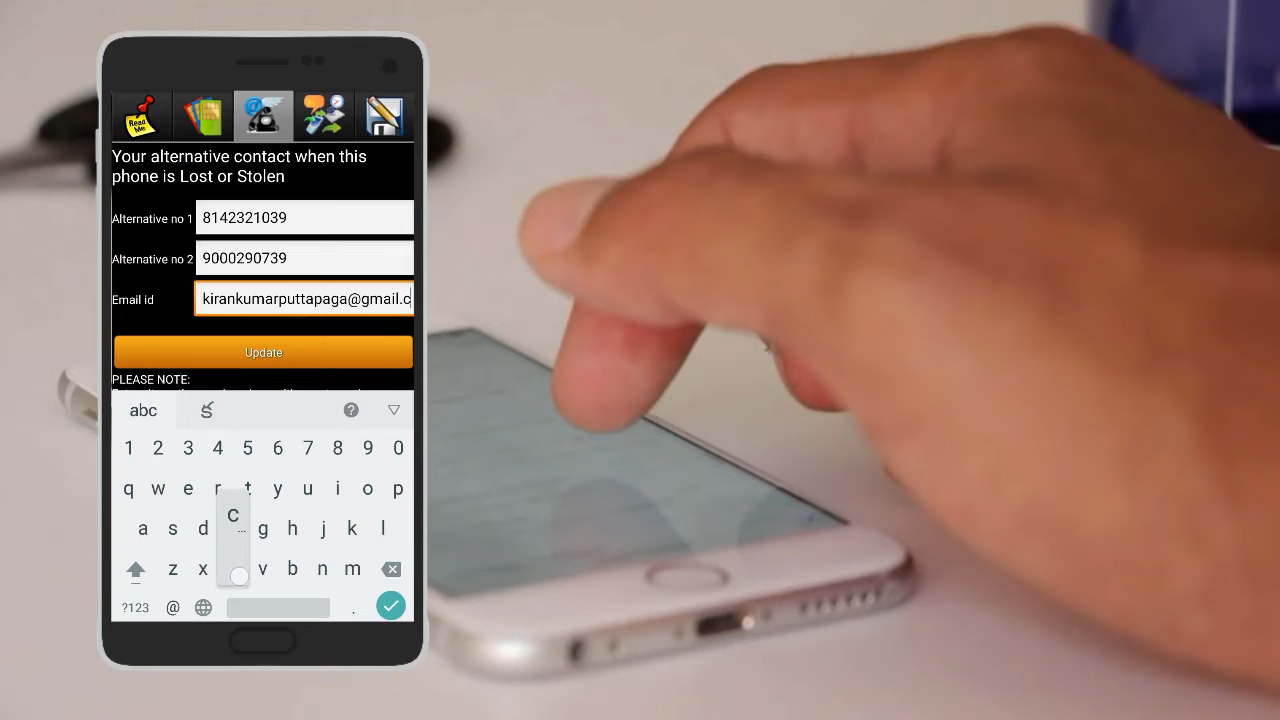 Read
Me
Your alternative contact when this
phone is Lost or Stolen
Alternative no 1 8142321039
Alternative no 2 9000290739
Email id kirankumarputtapaga@gmail.c
Update
PLEASE NOTE:
abc క
1 2 3 4 5 6 7 8 9 0
q w e r t y u i o p
a s d c g h j k l
z x v b n m
?123 @ .